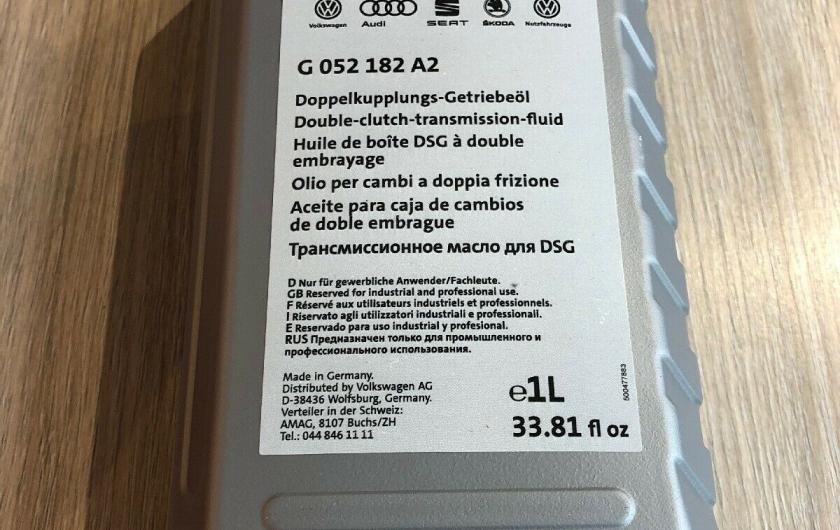 Volkswagen Audi SEAT ŠKODA Nutzfahrzeuge
G 052 182 A2
Doppelkupplungs-Getriebeöl
Double-clutch-transmission-fluid
Huile de boîte DSG à double
embrayage
Olio per cambi a doppia frizione
Aceite para caja de cambios
de doble embrague
Трансмиссионное масло для DSG
D Nur für gewerbliche Anwender/Fachleute.
GB Reserved for industrial and professional use.
F Réservé aux utilisateurs industriels et professionnels.
I Riservato agli utilizzatori industriali e professionali.
E Reservado para uso industrial y profesional.
RUS Предназначен только для промышленного и
профессионального использования.
Made in Germany.
Distributed by Volkswagen AG
D-38436 Wolfsburg, Germany.
Verteiler in der Schweiz:
AMAG, 8107 Buchs/ZH
Tel.: 044 846 11 11
e1L
33.81 fl oz
500477883